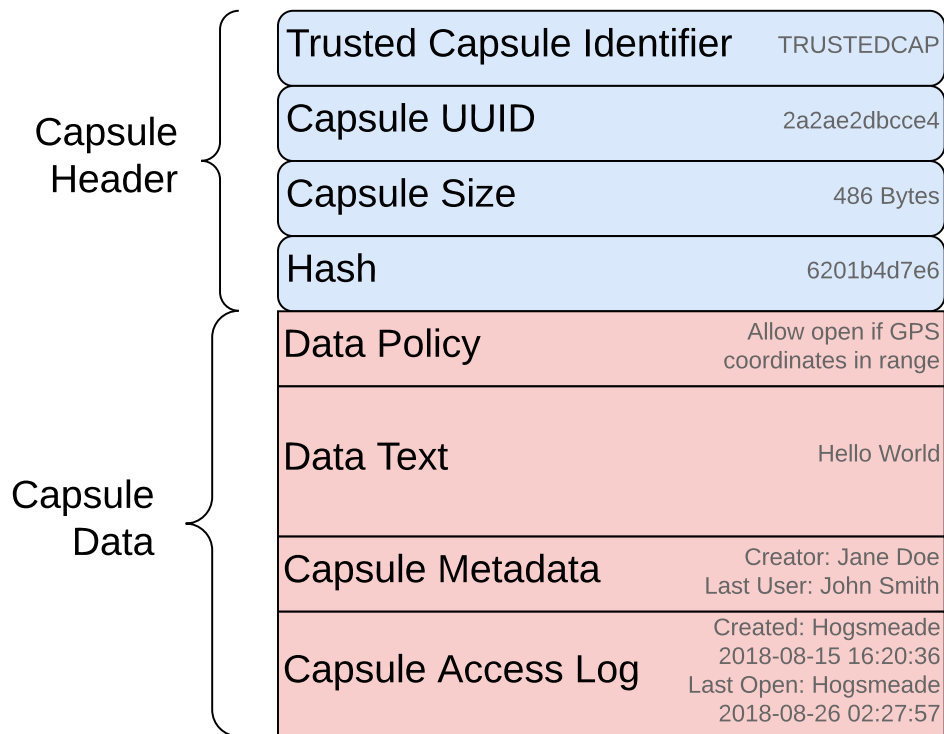 Capsule
Header
Trusted Capsule Identifier TRUSTEDCAP
Capsule UUID 2a2ae2dbcce4
Capsule Size 486 Bytes
Hash 6201b4d7e6
Capsule
Data
Data Policy
Allow open if GPS
coordinates in range
Data Text Hello World
Capsule Metadata
Creator: Jane Doe
Last User: John Smith
Capsule Access Log
Created: Hogsmeade
2018-08-15 16:20:36
Last Open: Hogsmeade
2018-08-26 02:27:57